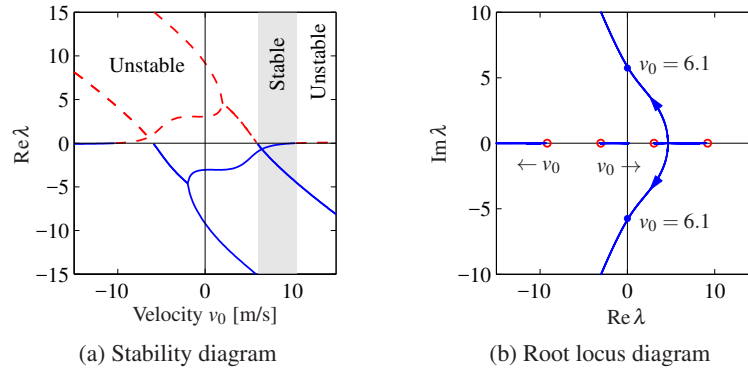 15
10
5
0
−5
−10
−15
Re λ
Unstable
Stable
Unstable
−10
0
10
Velocity v₀ [m/s]
(a) Stability diagram
10
5
0
−5
−10
Im λ
v₀ = 6.1
← v₀
v₀ →
v₀ = 6.1
−10
0
10
Re λ
(b) Root locus diagram